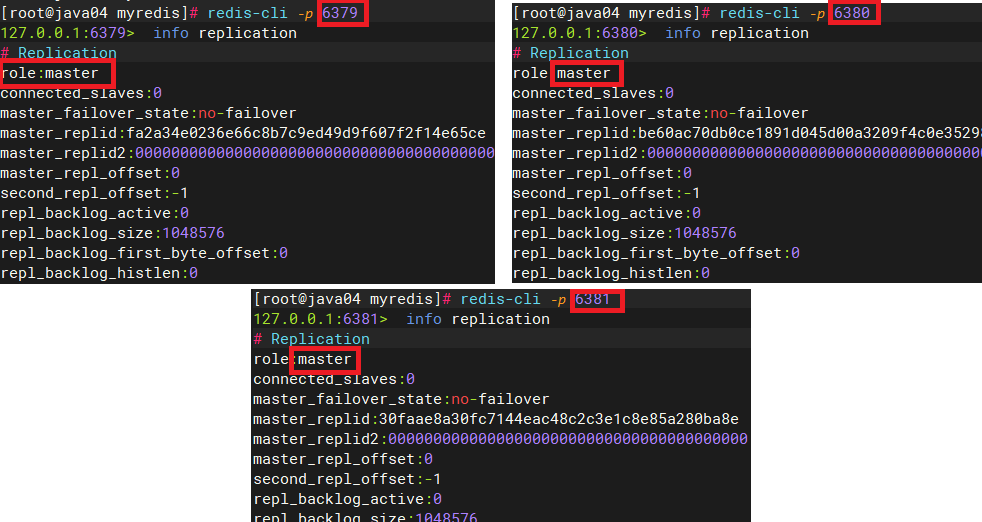 [root@java04 myredis]# redis-cli -p 6379
127.0.0.1:6379>  info replication
# Replication
role:master
connected_slaves:0
master_failover_state:no-failover
master_replid:fa2a34e0236e66c8b7c9ed49d9f607f2f14e65ce
master_replid2:0000000000000000000000000000000000000000
master_repl_offset:0
second_repl_offset:-1
repl_backlog_active:0
repl_backlog_size:1048576
repl_backlog_first_byte_offset:0
repl_backlog_histlen:0
[root@java04 myredis]# redis-cli -p 6380
127.0.0.1:6380>  info replication
# Replication
role:master
connected_slaves:0
master_failover_state:no-failover
master_replid:be60ac70db0ce1891d045d00a3209f4c0e35298
master_replid2:0000000000000000000000000000000000000
master_repl_offset:0
second_repl_offset:-1
repl_backlog_active:0
repl_backlog_size:1048576
repl_backlog_first_byte_offset:0
repl_backlog_histlen:0
[root@java04 myredis]# redis-cli -p 6381
127.0.0.1:6381>  info replication
# Replication
role:master
connected_slaves:0
master_failover_state:no-failover
master_replid:30faae8a30fc7144eac48c2c3e1c8e85a280ba8e
master_replid2:0000000000000000000000000000000000000000
master_repl_offset:0
second_repl_offset:-1
repl_backlog_active:0
repl_backlog_size:1048576